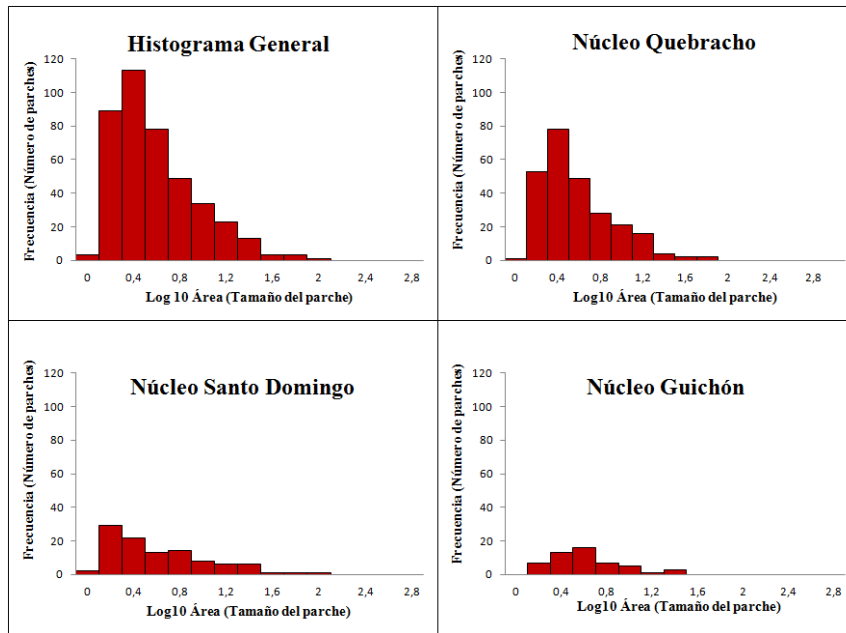 Histograma General
Frecuencia (Número de parches)
120
100
80
60
40
20
0
0 0,4 0,8 1,2 1,6 2 2,4 2,8
Log 10 Área (Tamaño del parche)
Núcleo Quebracho
Frecuencia (Número de parches)
120
100
80
60
40
20
0
0 0,4 0,8 1,2 1,6 2 2,4 2,8
Log10 Área (Tamaño del parche)
Núcleo Santo Domingo
Frecuencia (Número de parches)
120
100
80
60
40
20
0
0 0,4 0,8 1,2 1,6 2 2,4 2,8
Log10 Área (Tamaño del parche)
Núcleo Guichón
Frecuencia (Número de parches)
120
100
80
60
40
20
0
0 0,4 0,8 1,2 1,6 2 2,4 2,8
Log10 Área (Tamaño del parche)